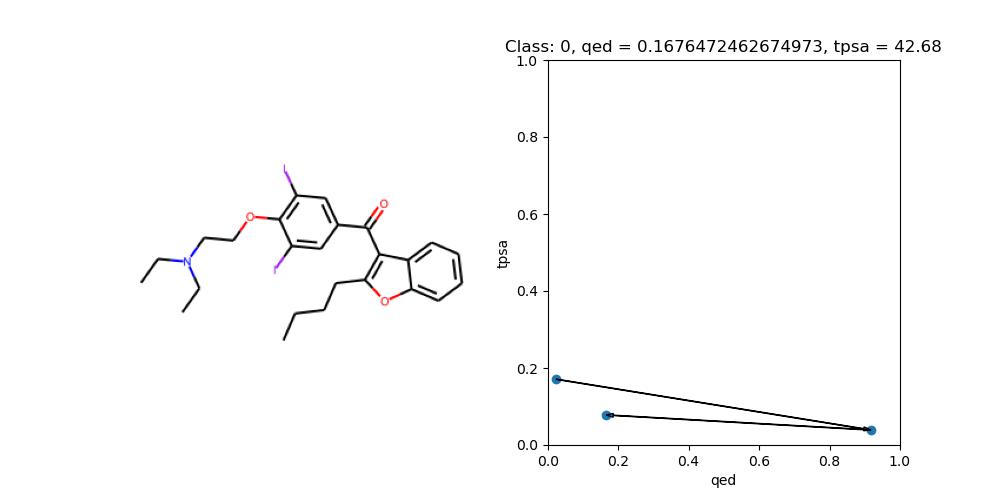 Class: 0, qed = 0.1676472462674973, tpsa = 42.68
1.0
0.8
0.6
0.4
0.2
0.0
tpsa
0.0 0.2 0.4 0.6 0.8 1.0
qed
I
O
O
N
I
O